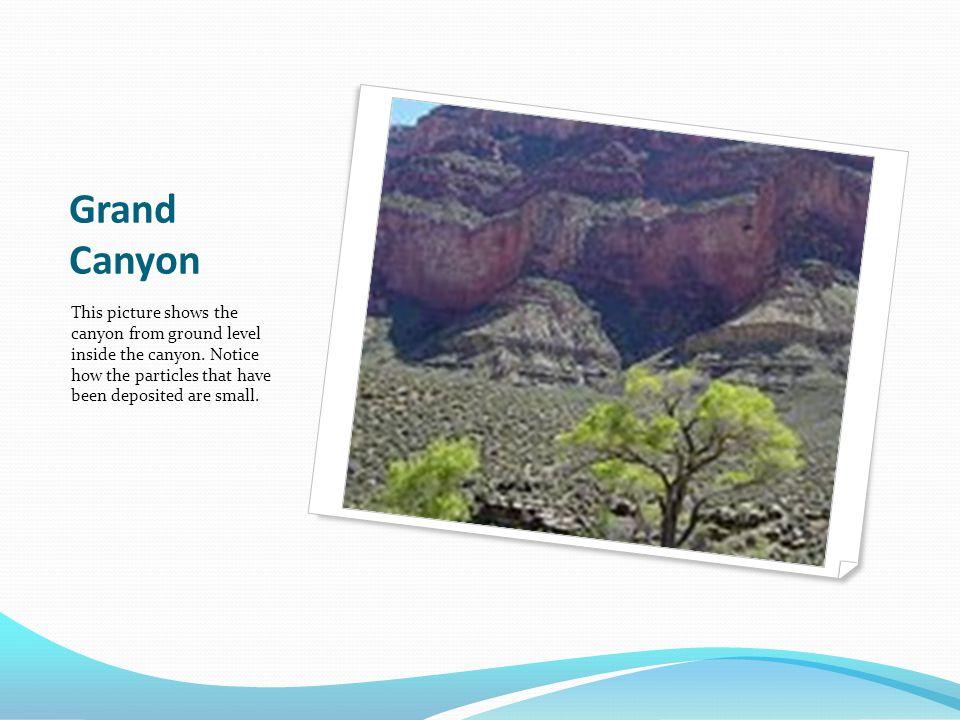 Grand
Canyon
This picture shows the
canyon from ground level
inside the canyon. Notice
how the particles that have
been deposited are small.